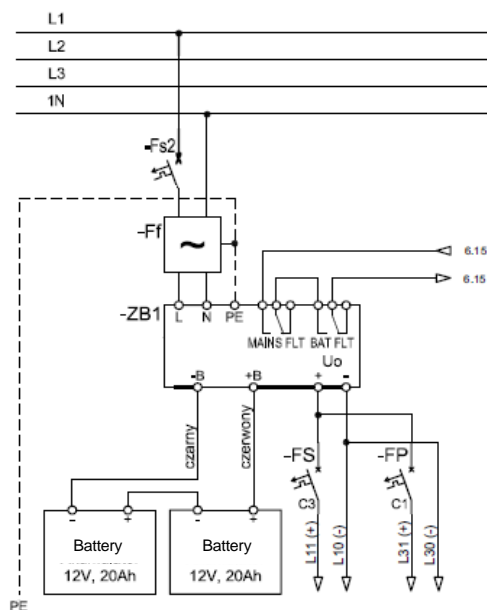 L1
L2
L3
1N
-Fs2
-Ff
~
6.15
6.15
-ZB1
L N PE
MAINS FLT BAT FLT
Uo
-B +B + -
czarny
czerwony
-FS
C3
-FP
C1
L11 (+)
L10 (-)
L31 (+)
L30 (-)
- + - +
Battery
12V, 20Ah
Battery
12V, 20Ah
PE